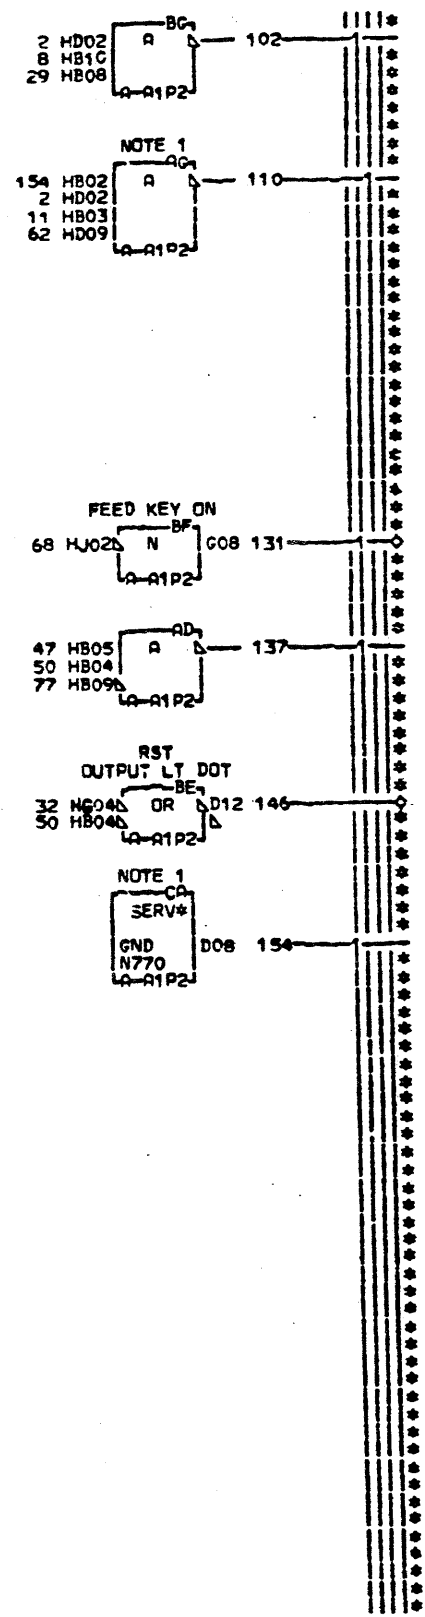 BG
2 HD02 A 102
8 HB1C
29 HB08
A-A1P2
NOTE 1
AG
154 HB02 A 110
2 HD02
11 HB03
62 HD09
A-A1P2
FEED KEY ON
BF
68 HJ02 N G08 131
A-A1P2
AD
47 HB05 A 137
50 HB04
77 HB09
A-A1P2
RST
OUTPUT LT DOT
BE
32 HG04 OR D12 146
50 HB04
A-A1P2
NOTE 1
CA
SERV*
GND D08 154
N770
A-A1P2